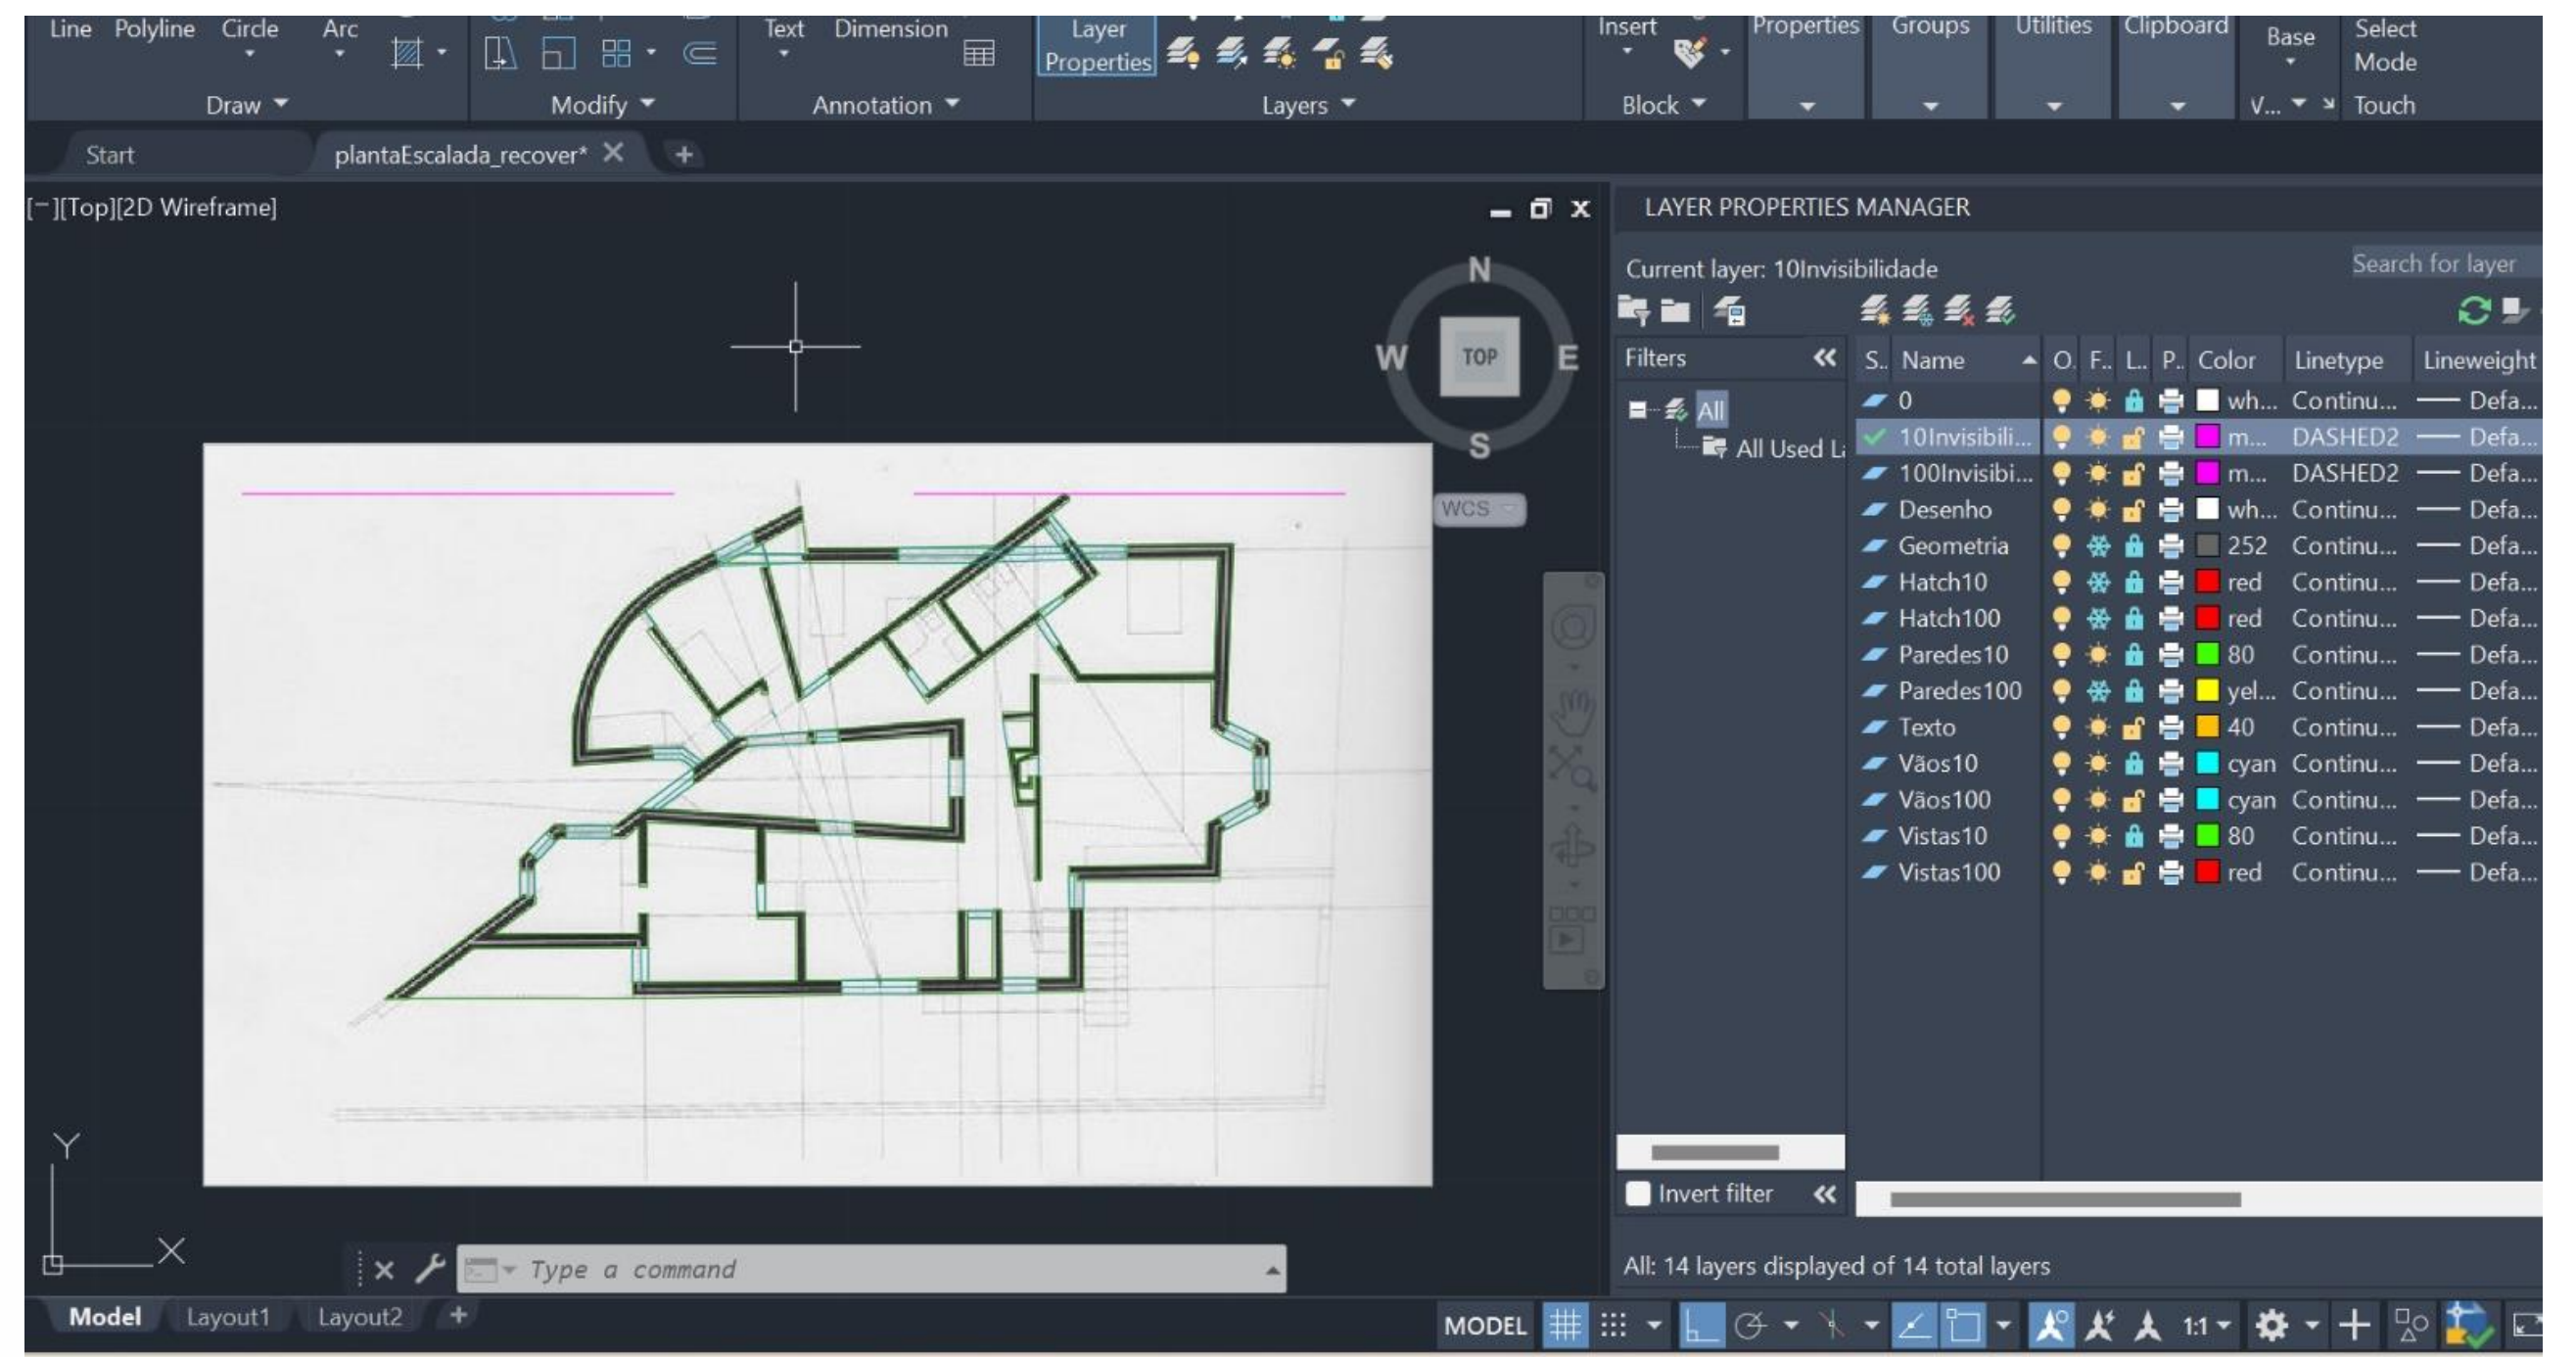 Line Polyline Circle Arc Text Dimension Layer Properties Insert Properties Groups Utilities Clipboard Base Select Mode
Draw Modify Annotation Layers Block V... Touch
Start plantaEscalada_recover* +
[−][Top][2D Wireframe]
N
W TOP E
S
WCS
LAYER PROPERTIES MANAGER
Current layer: 10Invisibilidade
Search for layer
Filters «
All
All Used La
S.. Name O. F.. L.. P.. Color Linetype Lineweight
0 wh... Continu... Defa...
10Invisibili... m... DASHED2 Defa...
100Invisibi... m... DASHED2 Defa...
Desenho wh... Continu... Defa...
Geometria 252 Continu... Defa...
Hatch10 red Continu... Defa...
Hatch100 red Continu... Defa...
Paredes10 80 Continu... Defa...
Paredes100 yel... Continu... Defa...
Texto 40 Continu... Defa...
Vãos10 cyan Continu... Defa...
Vãos100 cyan Continu... Defa...
Vistas10 80 Continu... Defa...
Vistas100 red Continu... Defa...
Invert filter «
Y
X
Type a command
All: 14 layers displayed of 14 total layers
Model Layout1 Layout2 +
MODEL 1:1